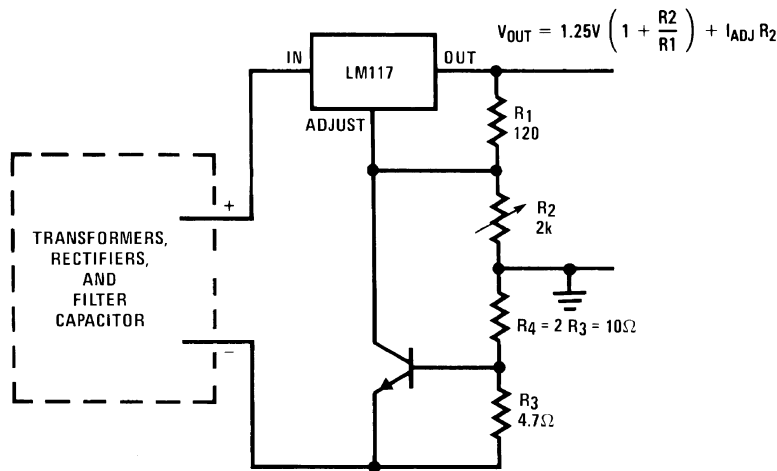 V_OUT = 1.25V ( 1 + R2/R1 ) + I_ADJ R2
IN
LM117
OUT
ADJUST
R1
120
+
R2
2k
TRANSFORMERS,
RECTIFIERS,
AND
FILTER
CAPACITOR
R4 = 2 R3 = 10Ω
−
R3
4.7Ω